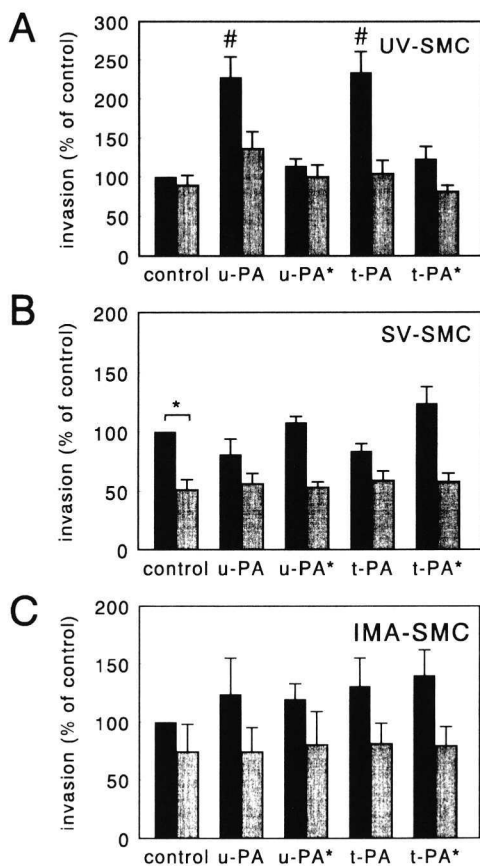 A
# #
UV-SMC
invasion (% of control)
300
250
200
150
100
50
0
control u-PA u-PA* t-PA t-PA*
B
SV-SMC
invasion (% of control)
200
150
100
50
0
*
control u-PA u-PA* t-PA t-PA*
C
IMA-SMC
invasion (% of control)
200
150
100
50
0
control u-PA u-PA* t-PA t-PA*